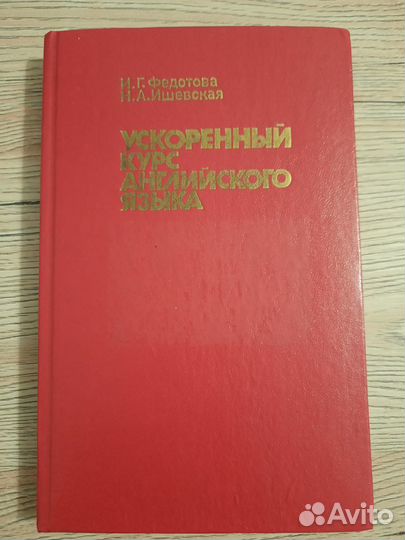 И.Г. Федотова
Н.А. Ишевская
УСКОРЕННЫЙ
КУРС
АНГЛИЙСКОГО
ЯЗЫКА
Avito